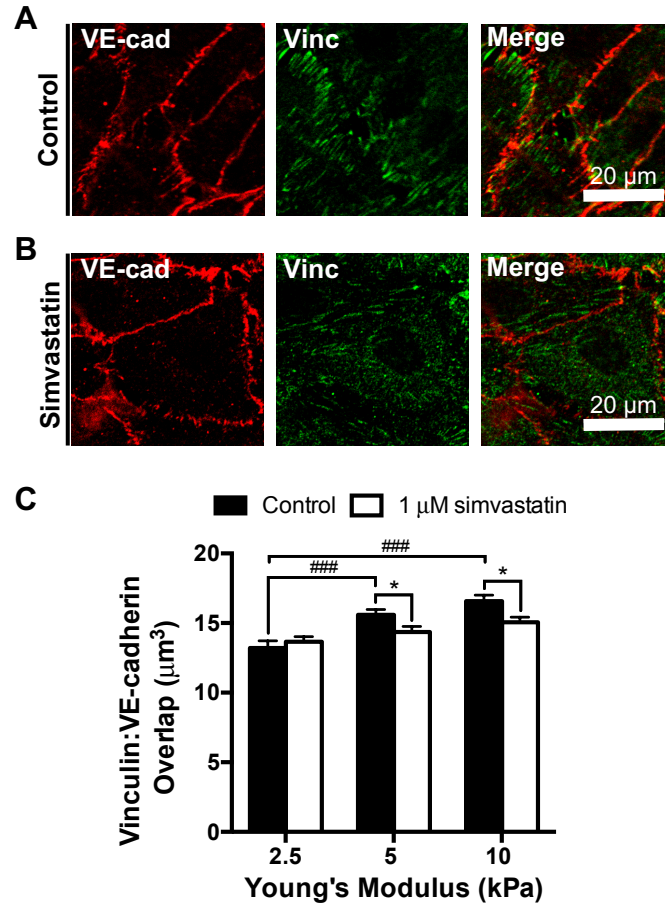 A
VE-cad Vinc Merge
Control
20 µm
B
VE-cad Vinc Merge
Simvastatin
20 µm
C
Control 1 µM simvastatin
###
###
*
*
20
15
10
5
0
Vinculin:VE-cadherin
Overlap (µm³)
2.5 5 10
Young's Modulus (kPa)